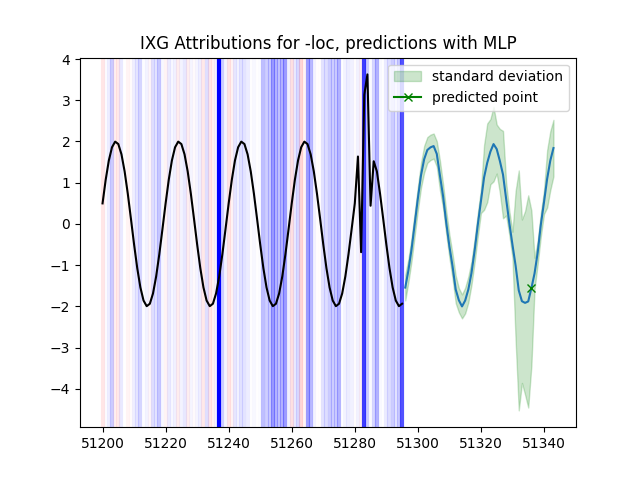 IXG Attributions for -loc, predictions with MLP
standard deviation
predicted point
4
3
2
1
0
−1
−2
−3
−4
51200 51220 51240 51260 51280 51300 51320 51340